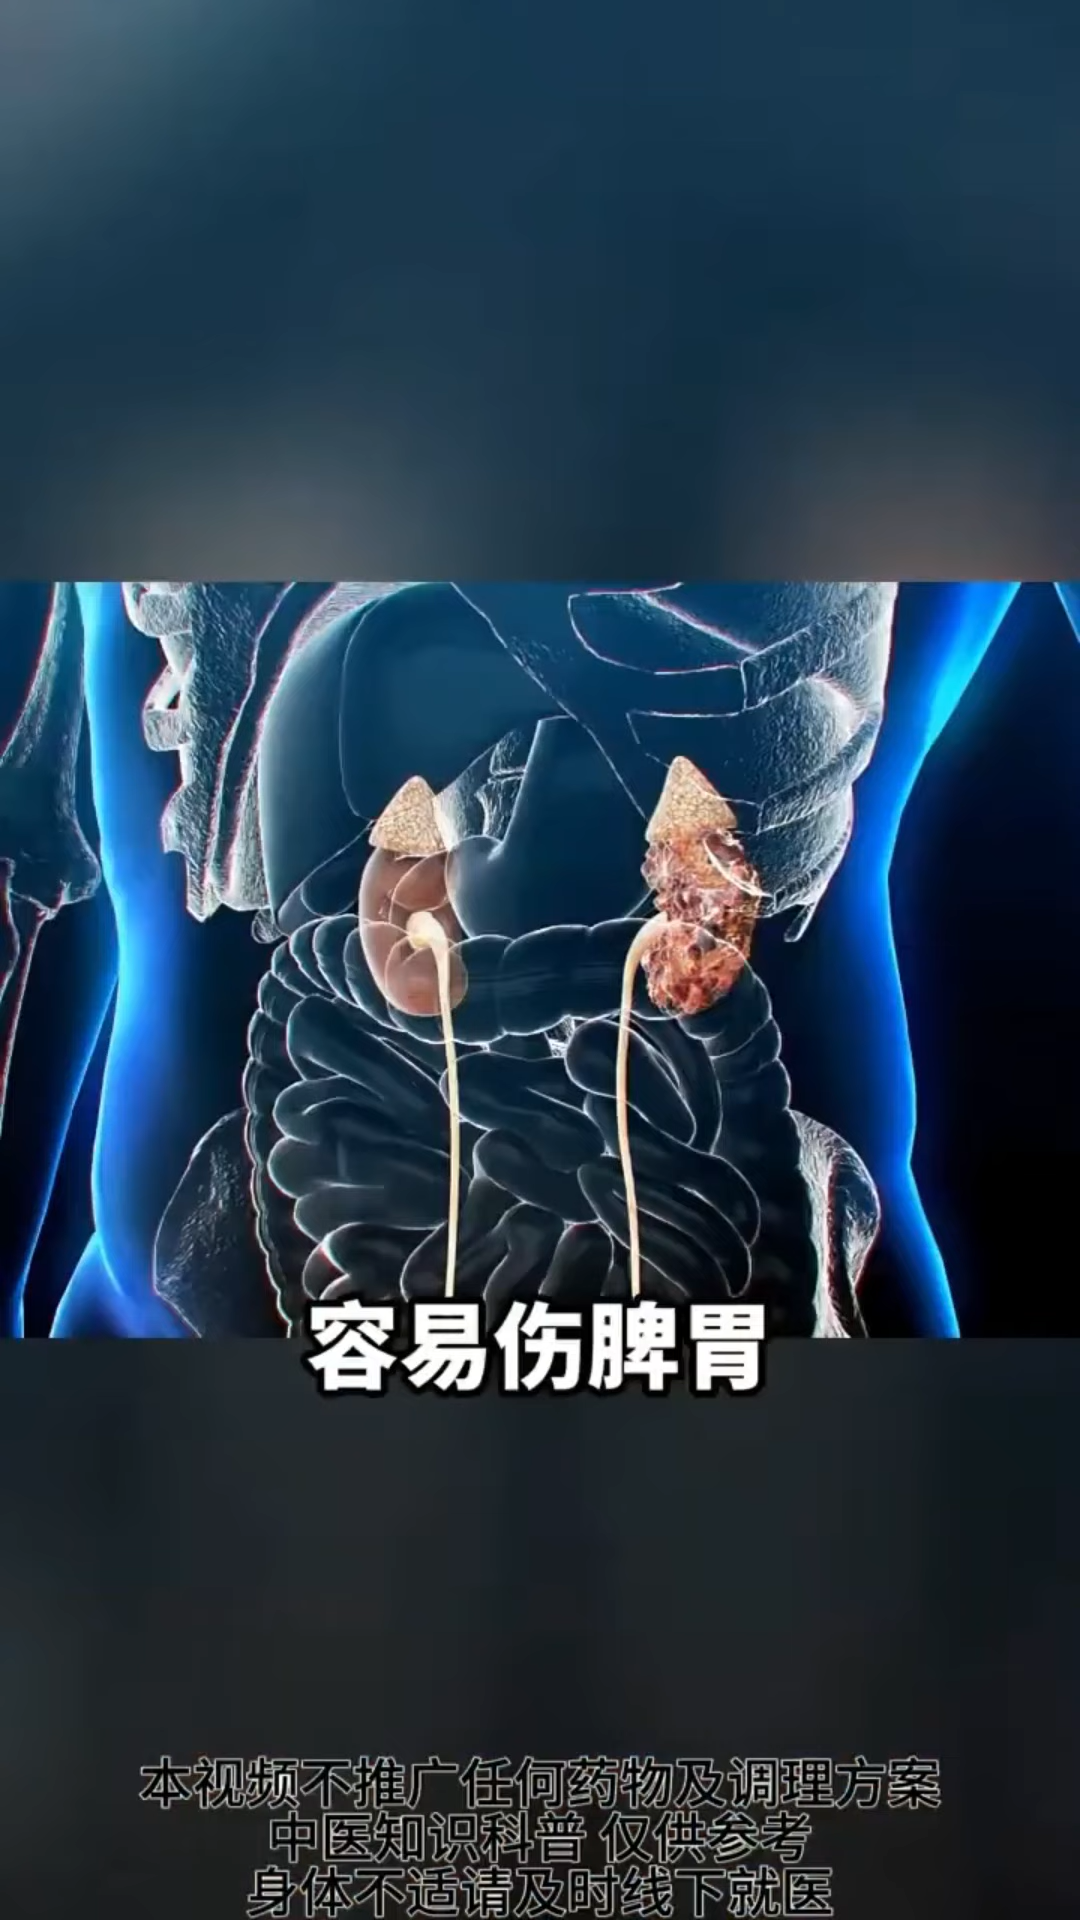 容易伤脾胃
本视频不推广任何药物及调理方案
中医知识科普 仅供参考
身体不适请及时线下就医